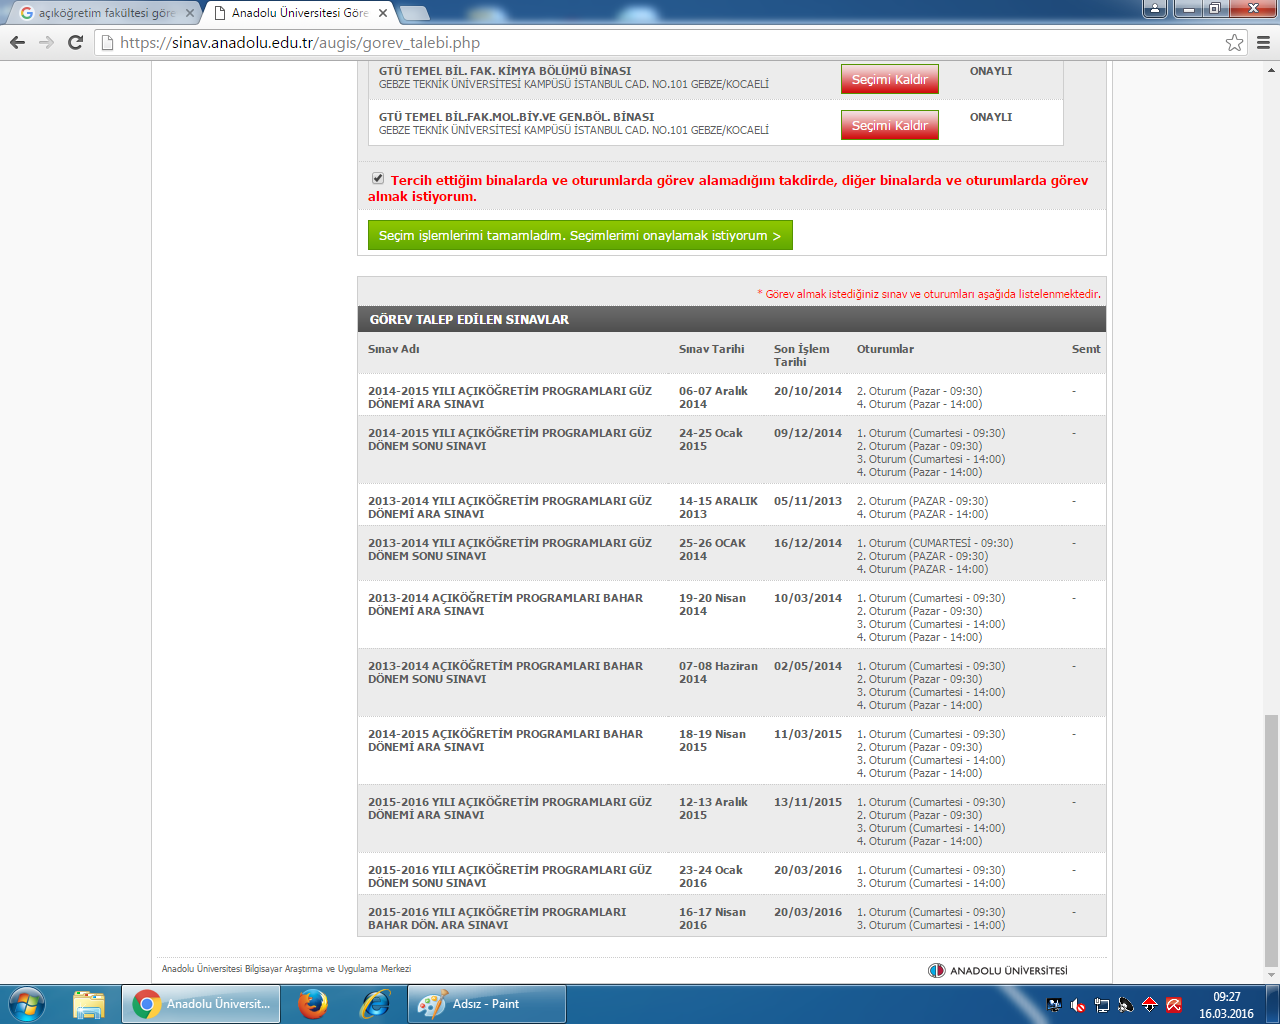 açıköğretim fakültesi göre
Anadolu Üniversitesi Göre
https://sinav.anadolu.edu.tr/augis/gorev_talebi.php
GTÜ TEMEL BİL. FAK. KİMYA BÖLÜMÜ BİNASI
GEBZE TEKNİK ÜNİVERSİTESİ KAMPÜSÜ İSTANBUL CAD. NO.101 GEBZE/KOCAELİ
Seçimi Kaldır
ONAYLI
GTÜ TEMEL BİL.FAK.MOL.BİY.VE GEN.BÖL. BİNASI
GEBZE TEKNİK ÜNİVERSİTESİ KAMPÜSÜ İSTANBUL CAD. NO.101 GEBZE/KOCAELİ
Seçimi Kaldır
ONAYLI
Tercih ettiğim binalarda ve oturumlarda görev alamadığım takdirde, diğer binalarda ve oturumlarda görev
almak istiyorum.
Seçim işlemlerimi tamamladım. Seçimlerimi onaylamak istiyorum >
* Görev almak istediğiniz sınav ve oturumları aşağıda listelenmektedir.
GÖREV TALEP EDİLEN SINAVLAR
Sınav Adı Sınav Tarihi Son İşlem Oturumlar Semt
Tarihi
2014-2015 YILI AÇIKÖĞRETİM PROGRAMLARI GÜZ 06-07 Aralık 20/10/2014 2. Oturum (Pazar - 09:30) -
DÖNEMİ ARA SINAVI 2014 4. Oturum (Pazar - 14:00)
2014-2015 YILI AÇIKÖĞRETİM PROGRAMLARI GÜZ 24-25 Ocak 09/12/2014 1. Oturum (Cumartesi - 09:30) -
DÖNEM SONU SINAVI 2015 2. Oturum (Pazar - 09:30)
3. Oturum (Cumartesi - 14:00)
4. Oturum (Pazar - 14:00)
2013-2014 YILI AÇIKÖĞRETİM PROGRAMLARI GÜZ 14-15 ARALIK 05/11/2013 2. Oturum (PAZAR - 09:30) -
DÖNEMİ ARA SINAVI 2013 4. Oturum (PAZAR - 14:00)
2013-2014 YILI AÇIKÖĞRETİM PROGRAMLARI GÜZ 25-26 OCAK 16/12/2014 1. Oturum (CUMARTESİ - 09:30) -
DÖNEM SONU SINAVI 2014 2. Oturum (PAZAR - 09:30)
4. Oturum (PAZAR - 14:00)
2013-2014 AÇIKÖĞRETİM PROGRAMLARI BAHAR 19-20 Nisan 10/03/2014 1. Oturum (Cumartesi - 09:30) -
DÖNEMİ ARA SINAVI 2014 2. Oturum (Pazar - 09:30)
3. Oturum (Cumartesi - 14:00)
4. Oturum (Pazar - 14:00)
2013-2014 AÇIKÖĞRETİM PROGRAMLARI BAHAR 07-08 Haziran 02/05/2014 1. Oturum (Cumartesi - 09:30) -
DÖNEM SONU SINAVI 2014 2. Oturum (Pazar - 09:30)
3. Oturum (Cumartesi - 14:00)
4. Oturum (Pazar - 14:00)
2014-2015 AÇIKÖĞRETİM PROGRAMLARI BAHAR 18-19 Nisan 11/03/2015 1. Oturum (Cumartesi - 09:30) -
DÖNEMİ ARA SINAVI 2015 2. Oturum (Pazar - 09:30)
3. Oturum (Cumartesi - 14:00)
4. Oturum (Pazar - 14:00)
2015-2016 YILI AÇIKÖĞRETİM PROGRAMLARI GÜZ 12-13 Aralık 13/11/2015 1. Oturum (Cumartesi - 09:30) -
DÖNEMİ ARA SINAVI 2015 2. Oturum (Pazar - 09:30)
3. Oturum (Cumartesi - 14:00)
4. Oturum (Pazar - 14:00)
2015-2016 YILI AÇIKÖĞRETİM PROGRAMLARI GÜZ 23-24 Ocak 20/03/2016 1. Oturum (Cumartesi - 09:30) -
DÖNEM SONU SINAVI 2016 3. Oturum (Cumartesi - 14:00)
2015-2016 YILI AÇIKÖĞRETİM PROGRAMLARI 16-17 Nisan 20/03/2016 1. Oturum (Cumartesi - 09:30) -
BAHAR DÖN. ARA SINAVI 2016 3. Oturum (Cumartesi - 14:00)
Anadolu Üniversitesi Bilgisayar Araştırma ve Uygulama Merkezi
ANADOLU ÜNİVERSİTESİ
Anadolu Üniversit...
Adsız - Paint
09:27
16.03.2016